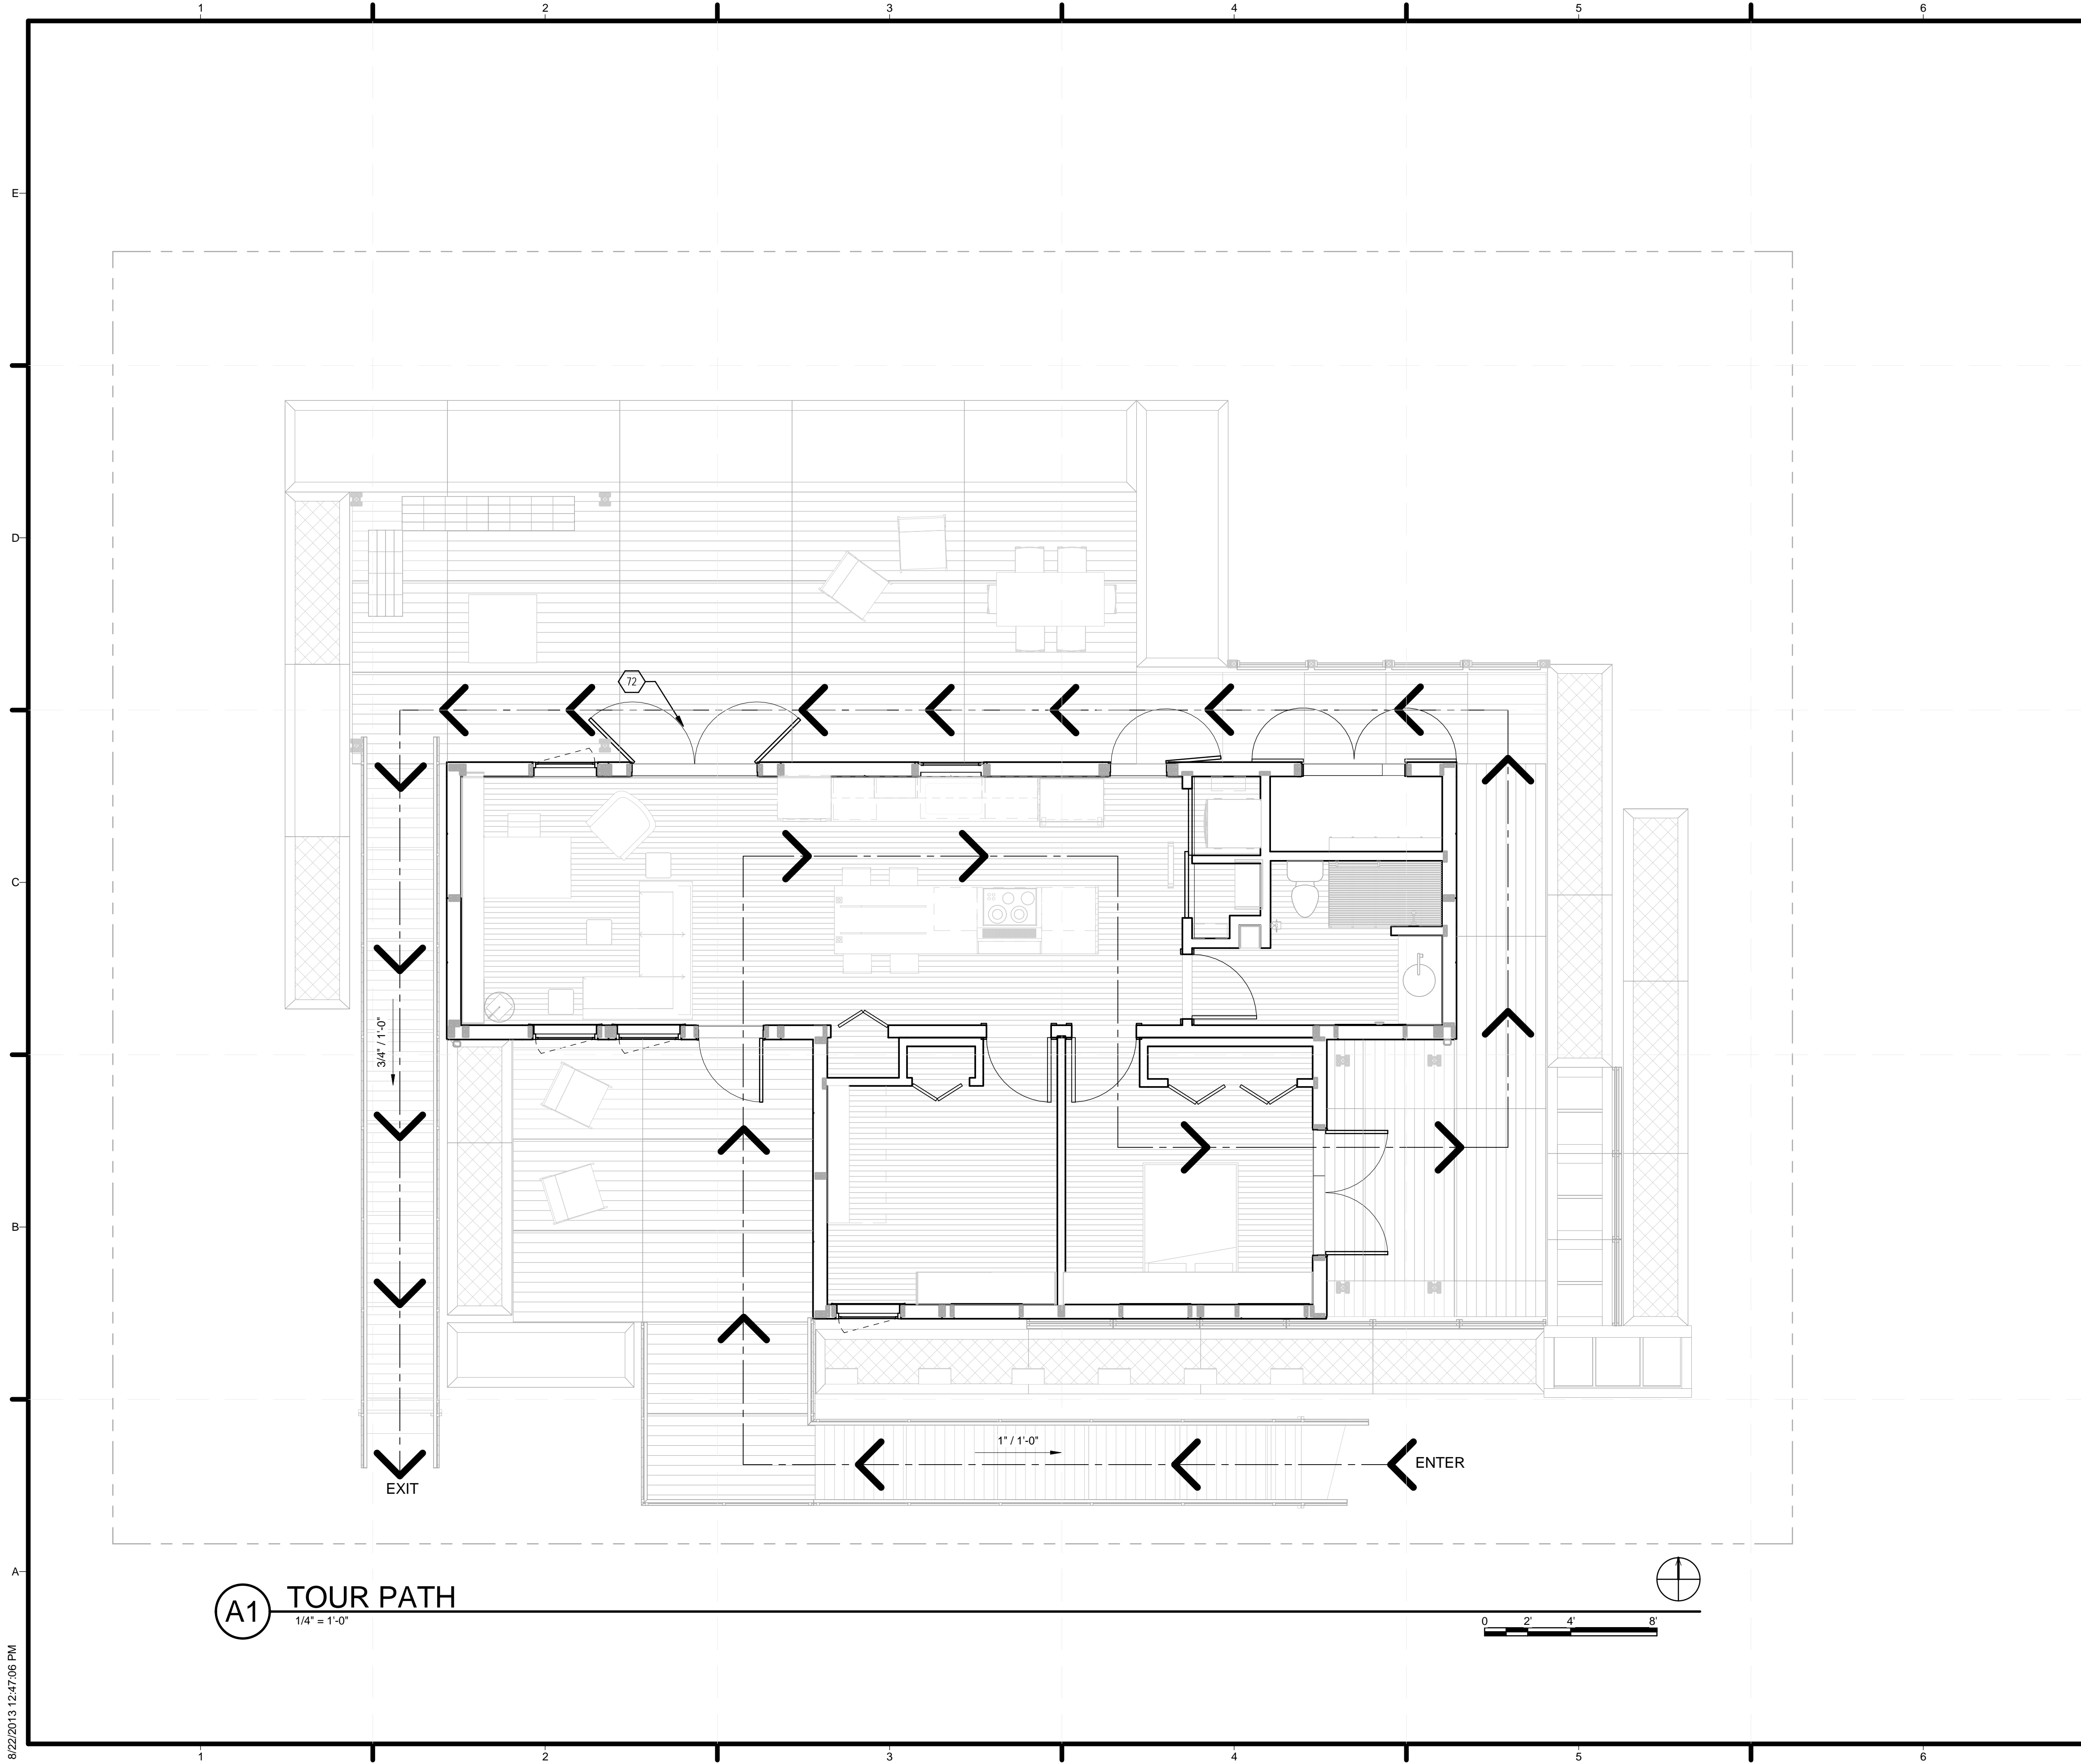 1 2 3 4 5 6
E
D
72
C
3/4" / 1'-0"
B
1" / 1'-0"
ENTER
EXIT
A
A1 TOUR PATH
1/4" = 1'-0"
0 2' 4' 8'
8/22/2013 12:47:06 PM
1 2 3 4 5 6